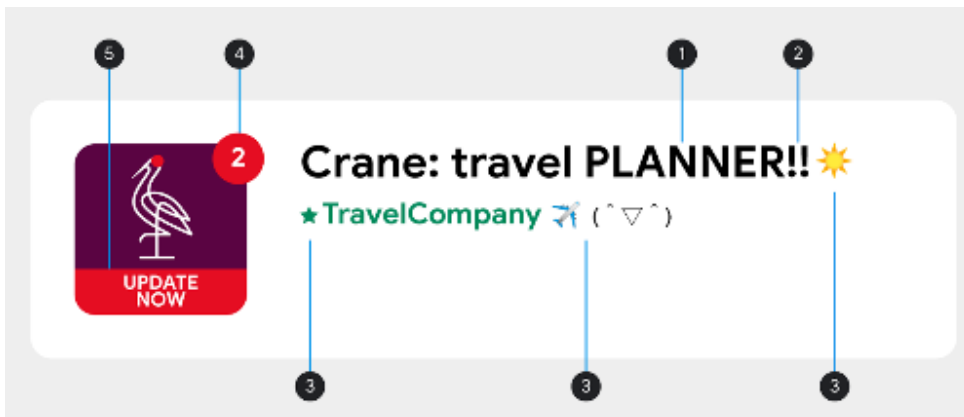 5 4 1 2
2
Crane: travel PLANNER!!☀️
★TravelCompany ✈️ (ˆ▽ˆ)
UPDATE
NOW
3 3 3